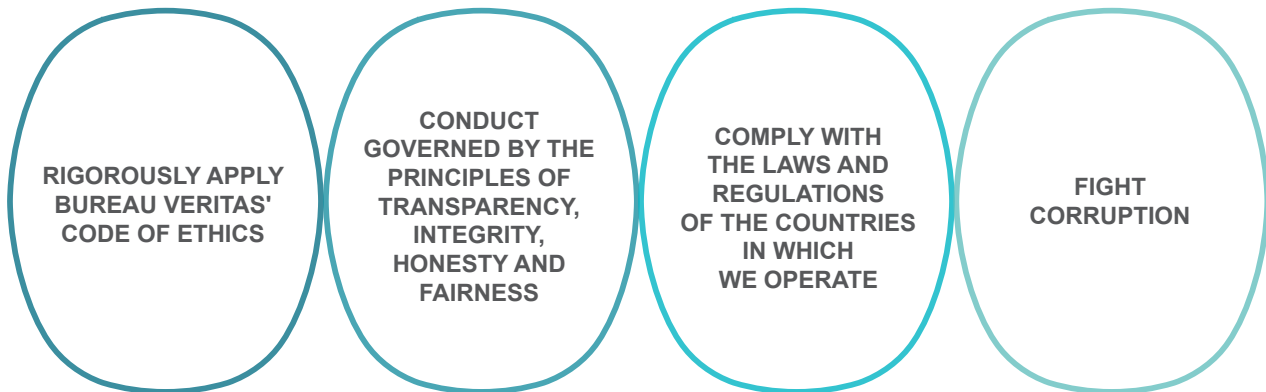 RIGOROUSLY APPLY
BUREAU VERITAS'
CODE OF ETHICS
CONDUCT
GOVERNED BY THE
PRINCIPLES OF
TRANSPARENCY,
INTEGRITY,
HONESTY AND
FAIRNESS
COMPLY WITH
THE LAWS AND
REGULATIONS
OF THE COUNTRIES
IN WHICH
WE OPERATE
FIGHT
CORRUPTION